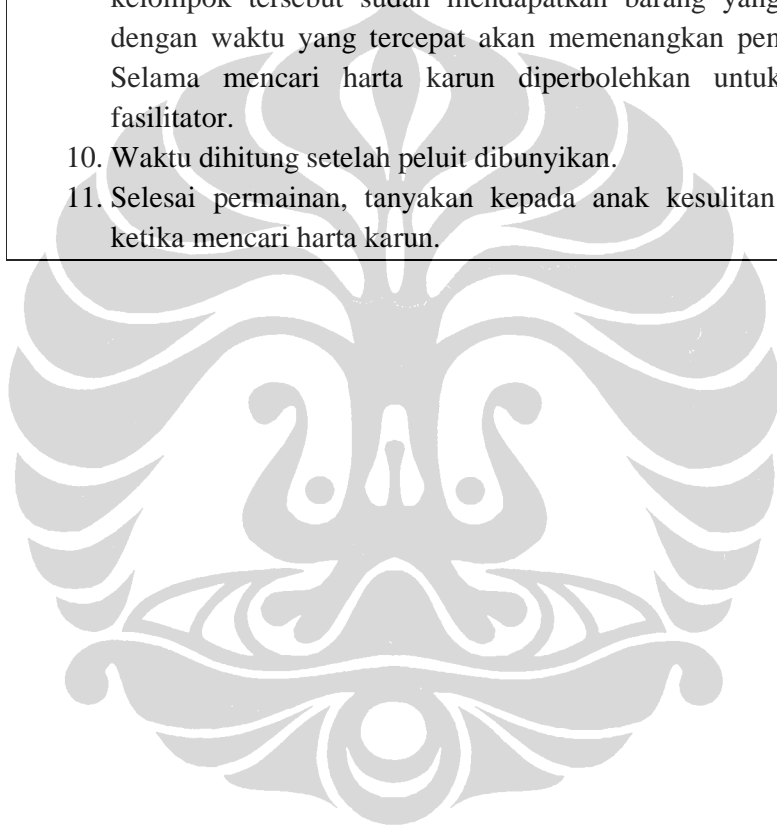 kelompok tersebut sudah mendapatkan barang yang
dengan waktu yang tercepat akan memenangkan
Selama mencari harta karun diperbolehkan untuk
fasilitator.
10. Waktu dihitung setelah peluit dibunyikan.
11. Selesai permainan, tanyakan kepada anak kesulitan
ketika mencari harta karun.